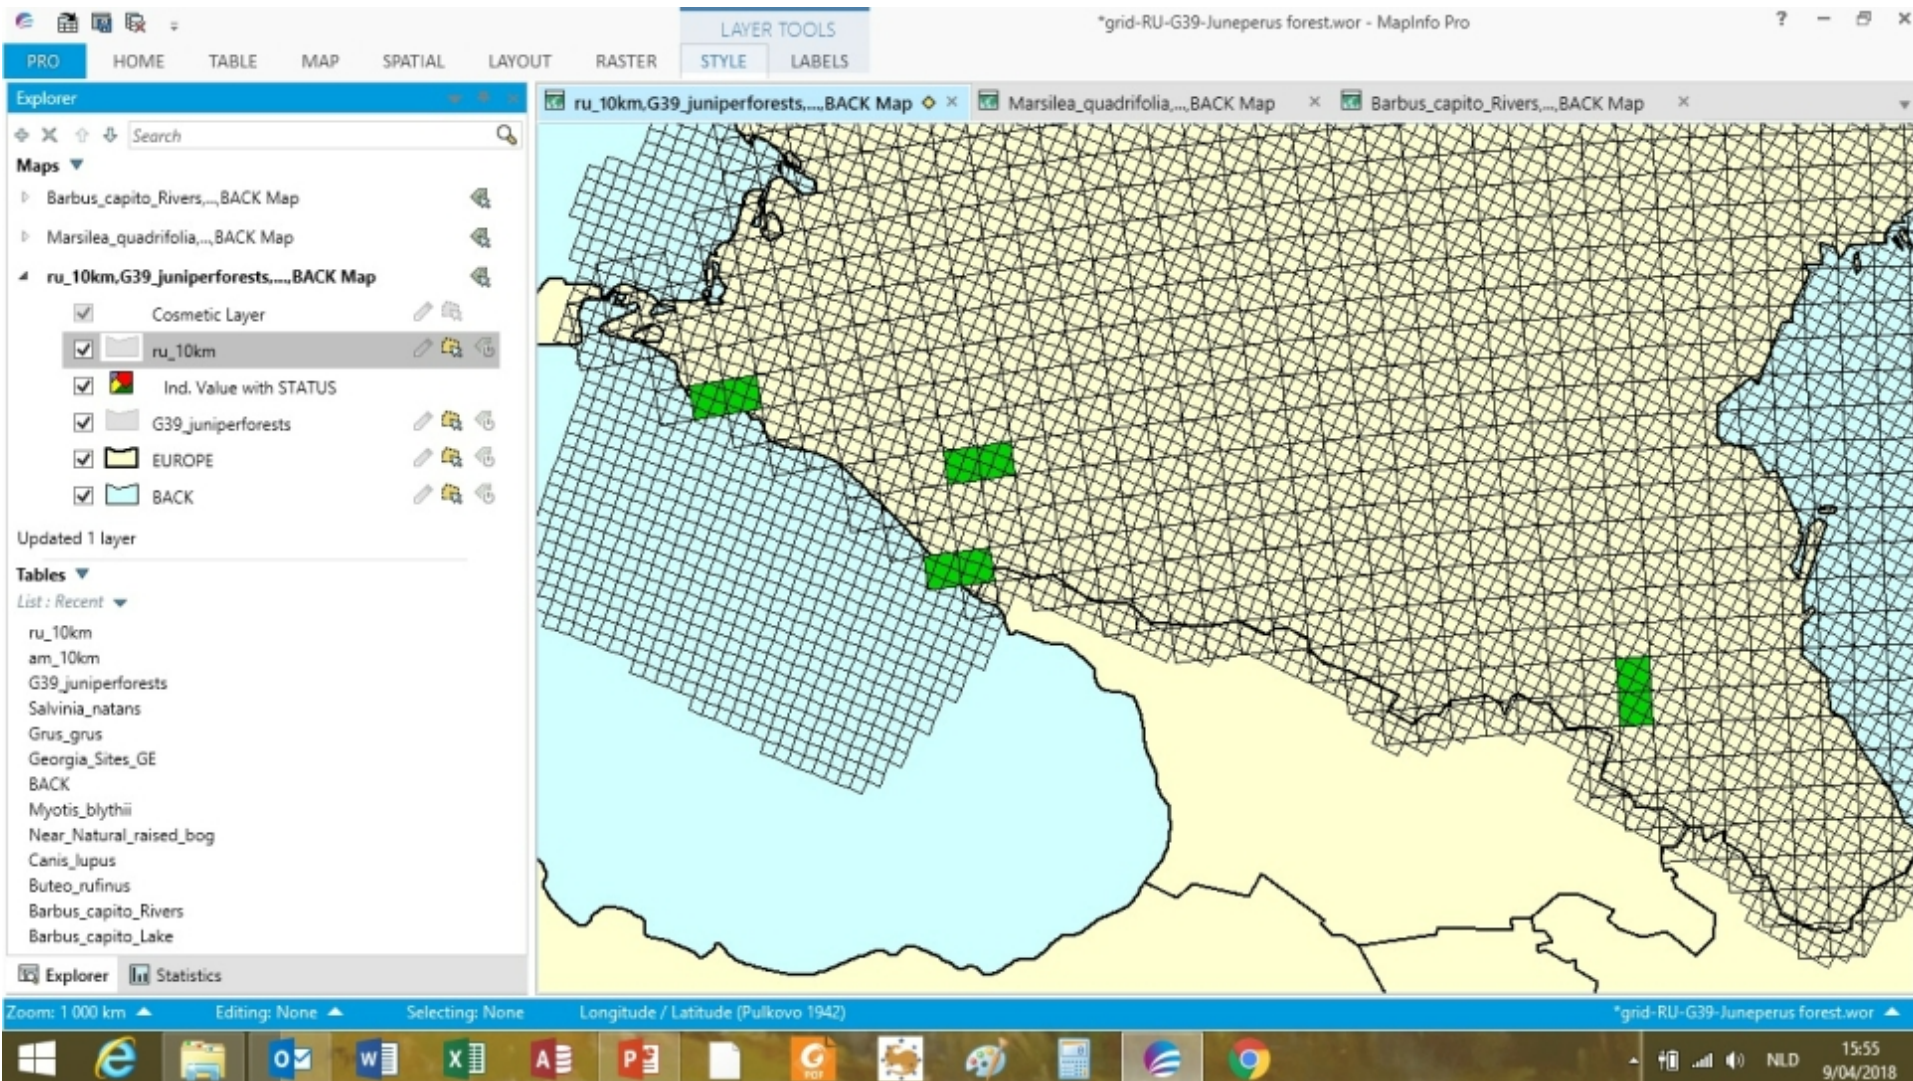 LAYER TOOLS
*grid-RU-G39-Juneperus forest.wor - MapInfo Pro
PRO HOME TABLE MAP SPATIAL LAYOUT RASTER STYLE LABELS
Explorer
ru_10km,G39_juniperforests,...,BACK Map
Marsilea_quadrifolia,...,BACK Map
Barbus_capito_Rivers,...,BACK Map
Search
Maps
Barbus_capito_Rivers,...,BACK Map
Marsilea_quadrifolia,...,BACK Map
ru_10km,G39_juniperforests,...,BACK Map
Cosmetic Layer
ru_10km
Ind. Value with STATUS
G39_juniperforests
EUROPE
BACK
Updated 1 layer
Tables
List : Recent
ru_10km
am_10km
G39_juniperforests
Salvinia_natans
Grus_grus
Georgia_Sites_GE
BACK
Myotis_blythii
Near_Natural_raised_bog
Canis_lupus
Buteo_rufinus
Barbus_capito_Rivers
Barbus_capito_Lake
Explorer Statistics
Zoom: 1 000 km Editing: None Selecting: None Longitude / Latitude (Pulkovo 1942) *grid-RU-G39-Juneperus forest.wor
NLD
15:55
9/04/2018